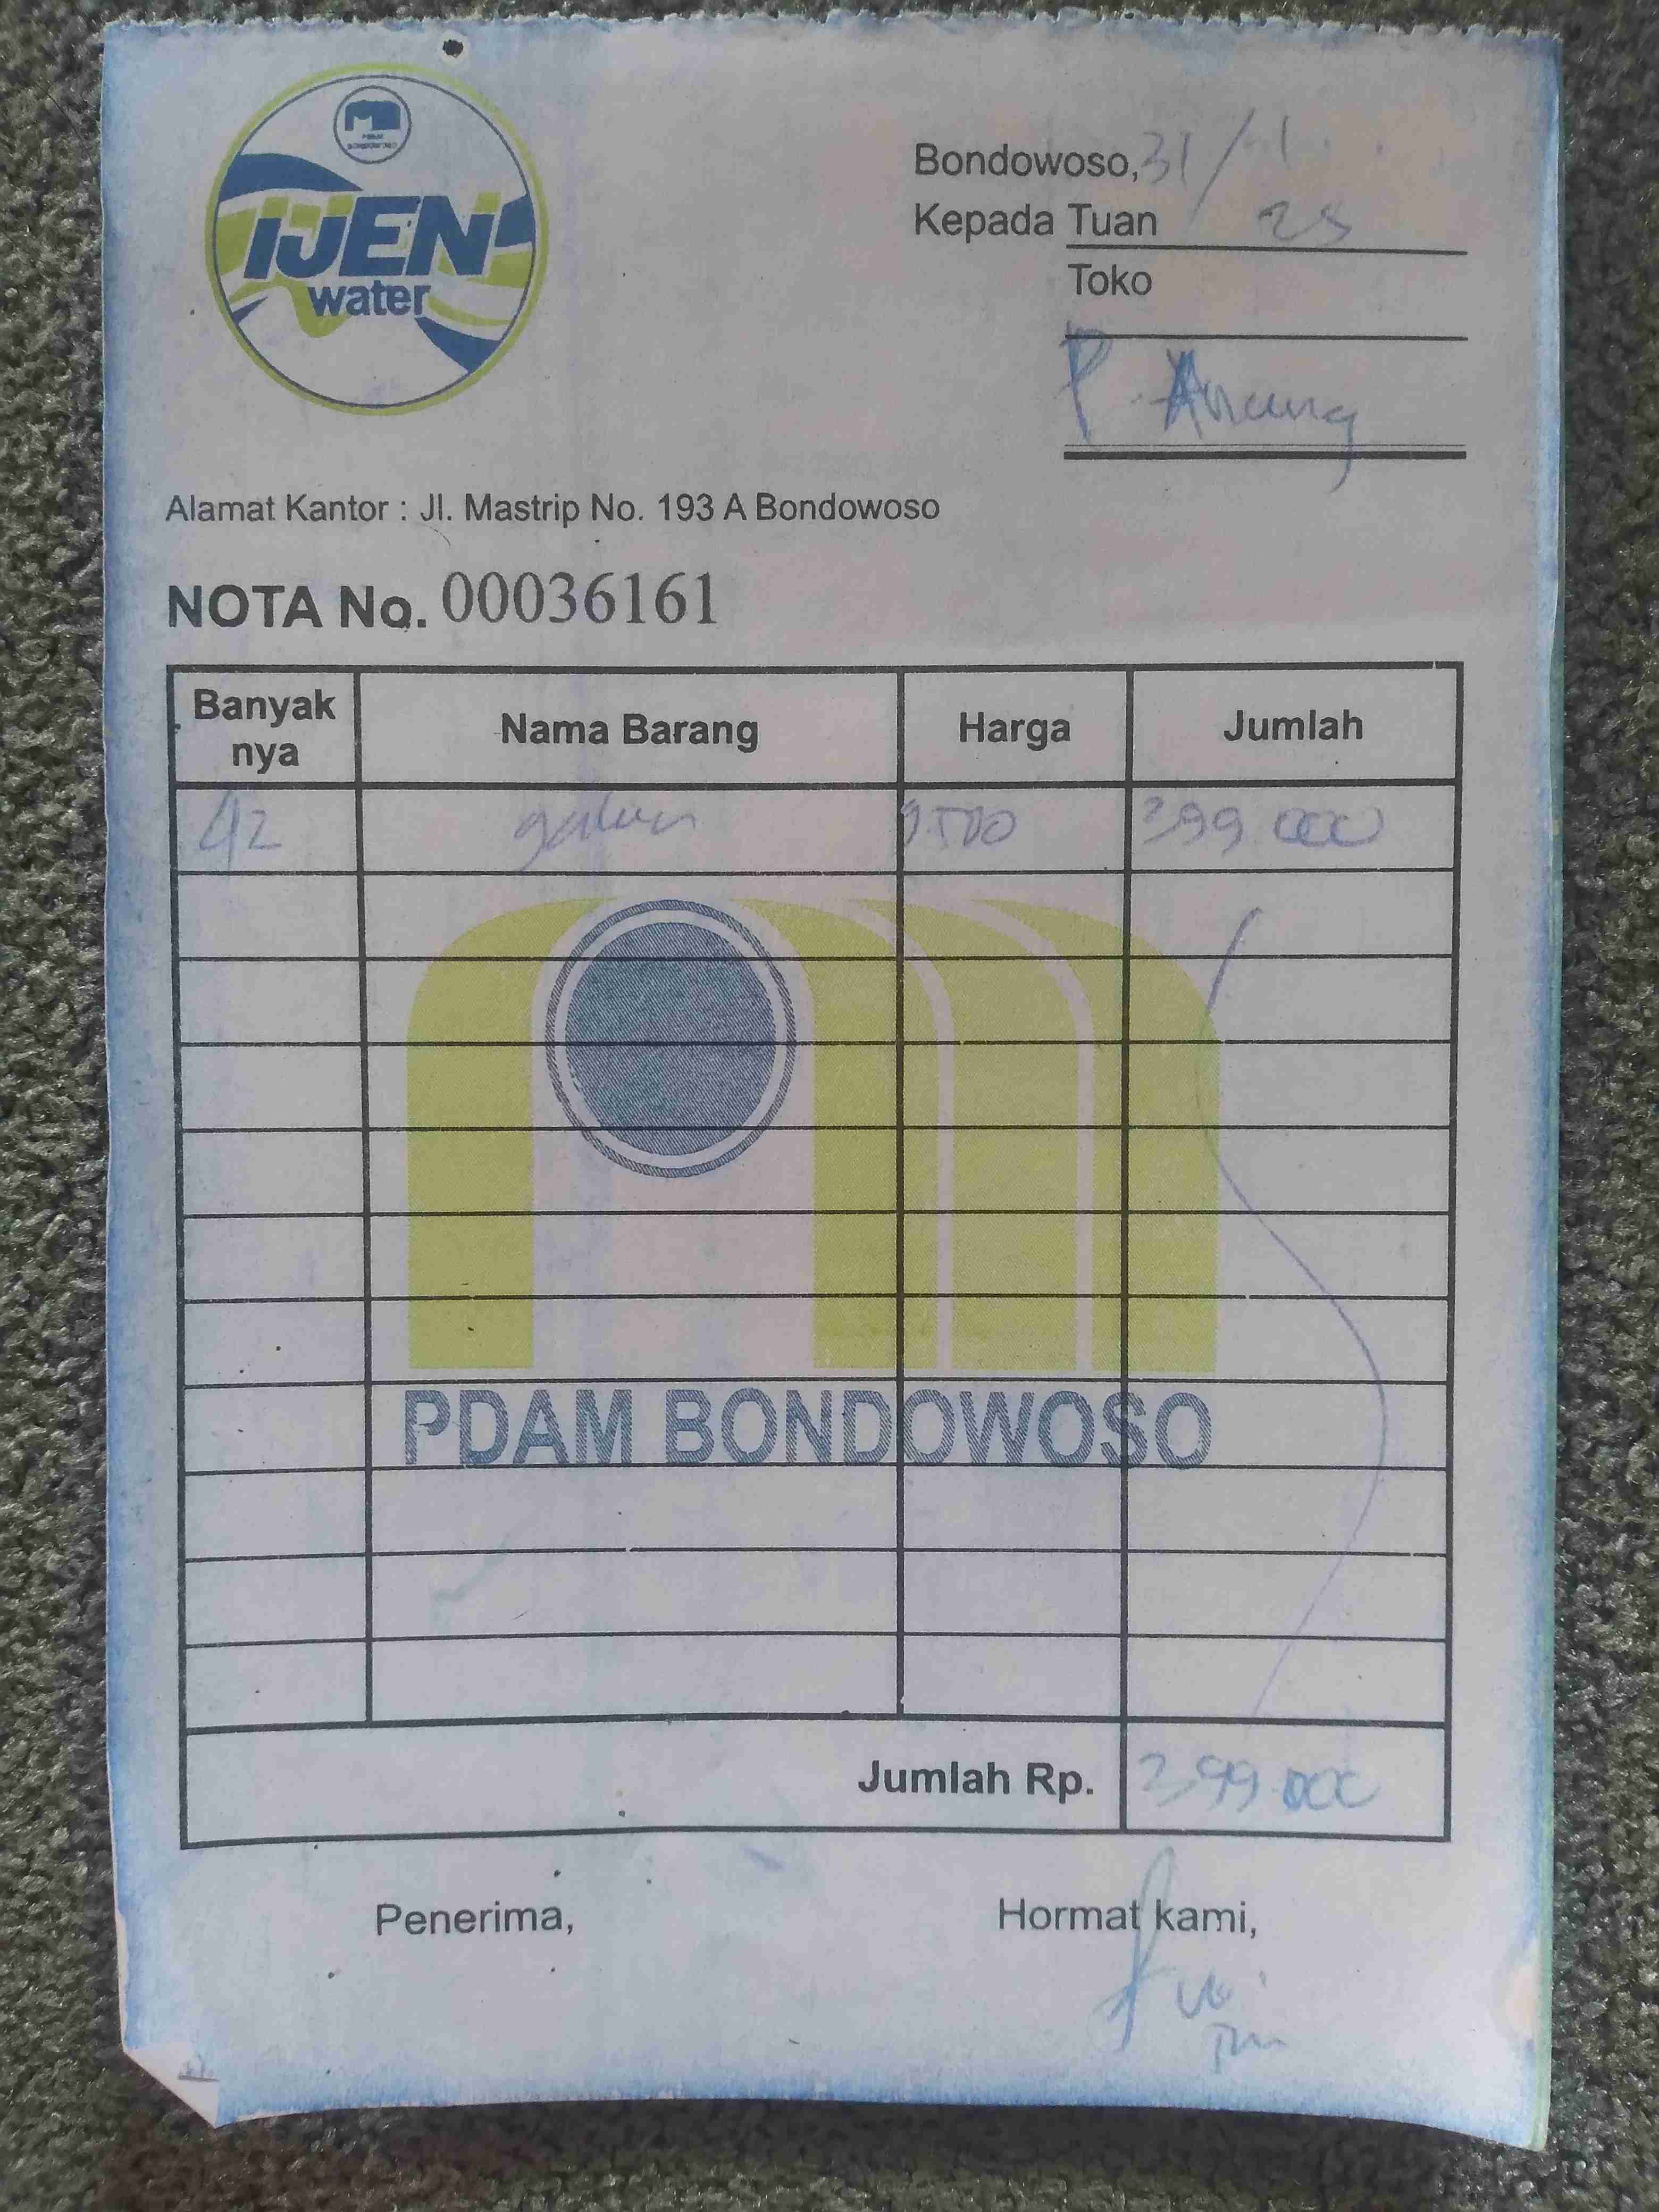 PDAM
BONDOWOSO
IJEN
water
Bondowoso, 31/1
Kepada Tuan 25
Toko
P. Anang
Alamat Kantor : Jl. Mastrip No. 193 A Bondowoso
NOTA No. 00036161
Banyak nya Nama Barang Harga Jumlah
42 galon 9.500 399.000
PDAM BONDOWOSO
Jumlah Rp. 399.000
Penerima, Hormat kami,